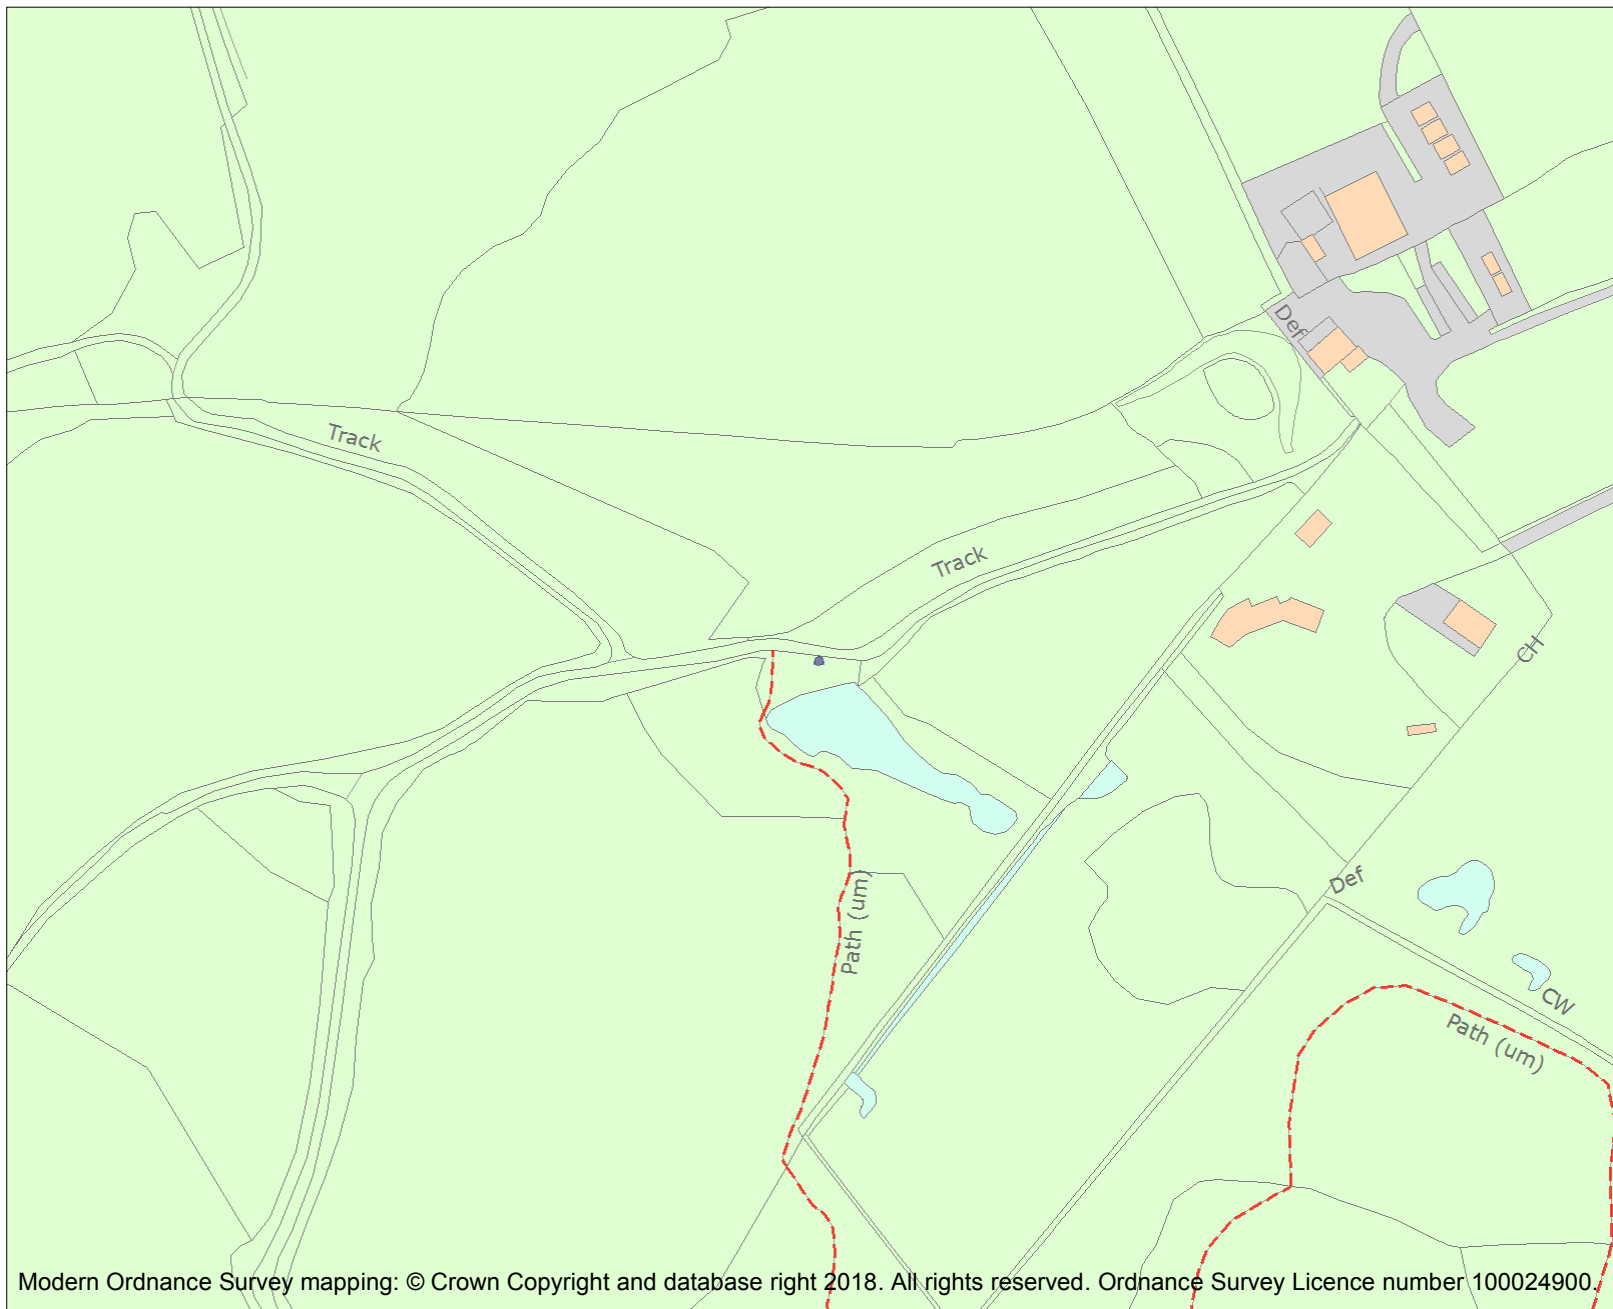 Def
Track
Track
CH
Def
Path (um)
CW
Path (um)
Modern Ordnance Survey mapping: © Crown Copyright and database right 2018. All rights reserved. Ordnance Survey Licence number 100024900.